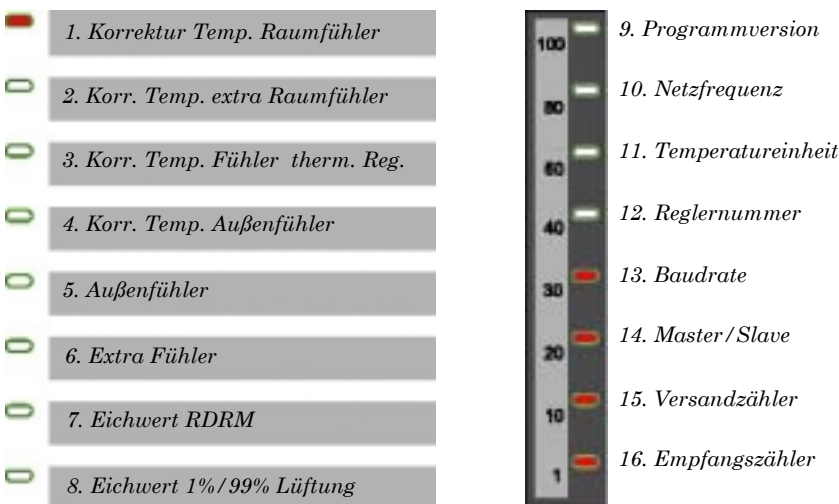 1. Korrektur Temp. Raumfühler
2. Korr. Temp. extra Raumfühler
3. Korr. Temp. Fühler therm. Reg.
4. Korr. Temp. Außenfühler
5. Außenfühler
6. Extra Fühler
7. Eichwert RDRM
8. Eichwert 1%/99% Lüftung
100 9. Programmversion
80 10. Netzfrequenz
60 11. Temperatureinheit
40 12. Reglernummer
30 13. Baudrate
20 14. Master/Slave
10 15. Versandzähler
1 16. Empfangszähler